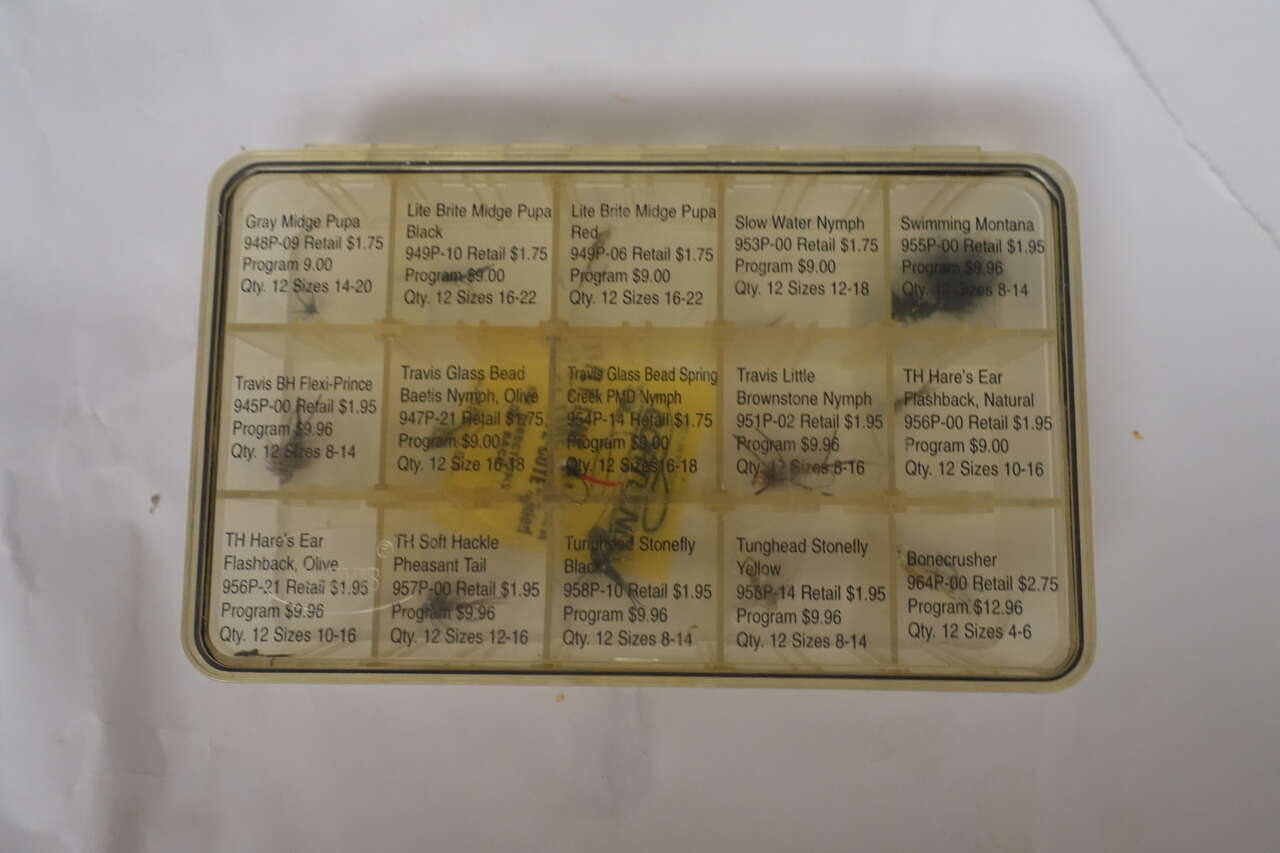 Gray Midge Pupa
948P-09 Retail $1.75
Program 9.00
Qty. 12 Sizes 14-20
Lite Brite Midge Pupa
Black
949P-10 Retail $1.75
Program $9.00
Qty. 12 Sizes 16-22
Lite Brite Midge Pupa
Red
949P-06 Retail $1.75
Program $9.00
Qty. 12 Sizes 16-22
Slow Water Nymph
953P-00 Retail $1.75
Program $9.00
Qty. 12 Sizes 12-18
Swimming Montana
955P-00 Retail $1.95
Program $9.96
Qty. 12 Sizes 8-14
Travis BH Flexi-Prince
945P-00 Retail $1.95
Program $9.96
Qty. 12 Sizes 8-14
Travis Glass Bead
Baetis Nymph, Olive
947P-21 Retail $1.75
Program $9.00
Qty. 12 Size 16-18
Travis Glass Bead Spring
Creek PMD Nymph
954P-14 Retail $1.75
Program $9.00
Qty. 12 Sizes 16-18
Travis Little
Brownstone Nymph
951P-02 Retail $1.95
Program $9.96
Qty. 12 Sizes 8-16
TH Hare's Ear
Flashback, Natural
956P-00 Retail $1.95
Program $9.00
Qty. 12 Sizes 10-16
TH Hare's Ear
Flashback, Olive
956P-21 Retail $1.95
Program $9.96
Qty. 12 Sizes 10-16
TH Soft Hackle
Pheasant Tail
957P-00 Retail $1.95
Program $9.96
Qty. 12 Sizes 12-16
Tunghead Stonefly
Black
958P-10 Retail $1.95
Program $9.96
Qty. 12 Sizes 8-14
Tunghead Stonefly
Yellow
958P-14 Retail $1.95
Program $9.96
Qty. 12 Sizes 8-14
Bonecrusher
964P-00 Retail $2.75
Program $12.96
Qty. 12 Sizes 4-6